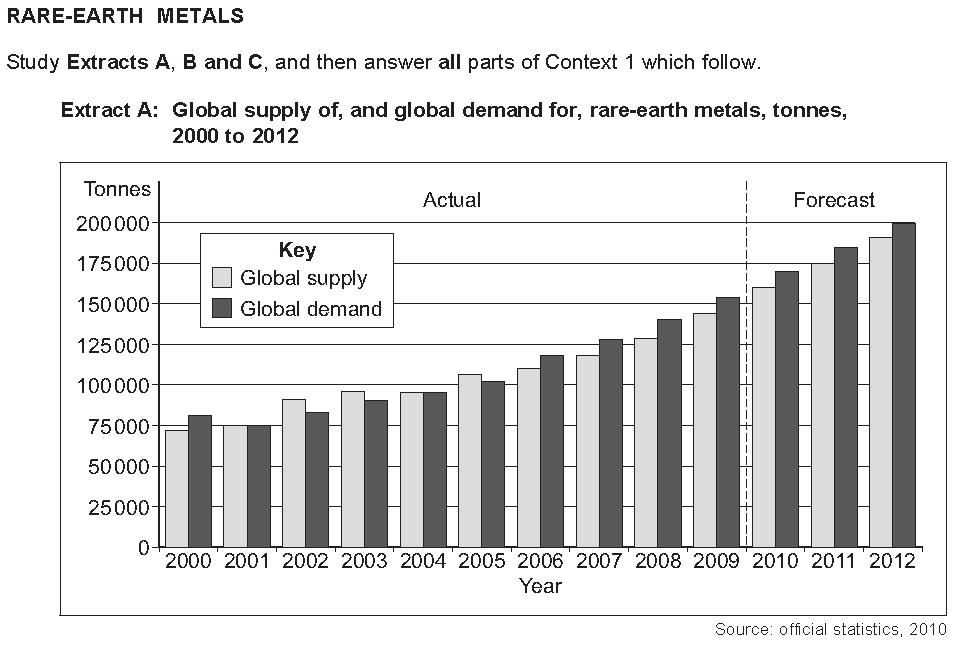 RARE-EARTH METALS
Study Extracts A, B and C, and then answer all parts of Context 1 which follow.
Extract A: Global supply of, and global demand for, rare-earth metals, tonnes,
2000 to 2012
Tonnes
Actual
Forecast
200 000
175 000
150 000
125 000
100 000
75 000
50 000
25 000
0
Key
Global supply
Global demand
2000 2001 2002 2003 2004 2005 2006 2007 2008 2009 2010 2011 2012
Year
Source: official statistics, 2010